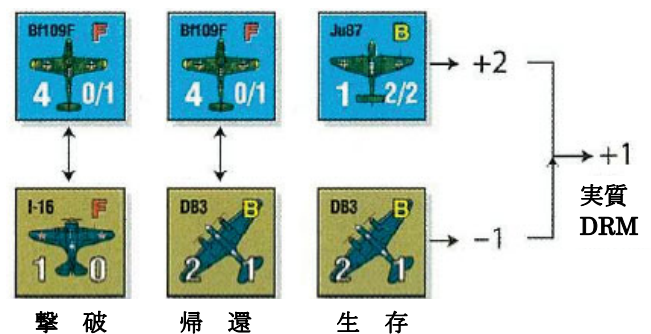 Bf109F F
4 0/1
Bf109F F
4 0/1
Ju87 B
1 2/2
+2
+1
実質
DRM
I-16 F
1 0
DB3 B
2 1
DB3 B
2 1
−1
撃破
帰還
生存